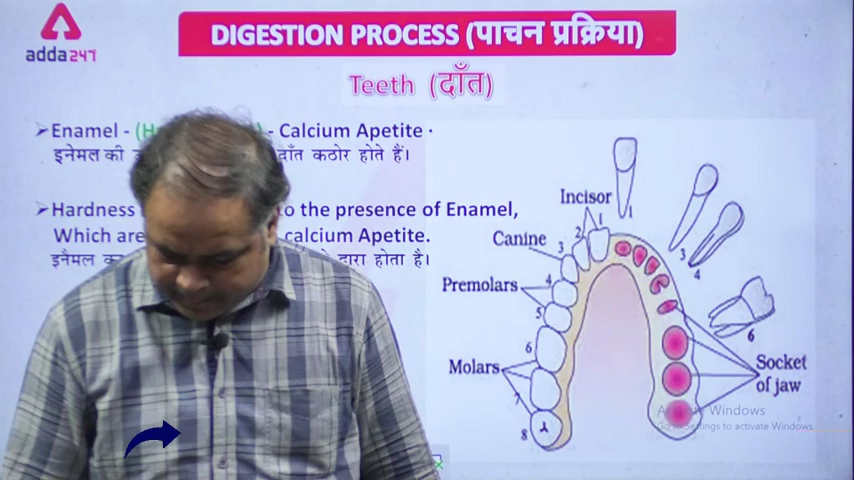 adda247
DIGESTION PROCESS (पाचन प्रक्रिया)
Teeth (दाँत)
➤Enamel - - Calcium Apetite ·
इनेमल की दाँत कठोर होते हैं।
➤Hardness to the presence of Enamel,
Which are calcium Apetite.
इनैमल द्वारा होता है।
Incisor
1
1
2
Canine
3
3
4
Premolars
4
5
6
6
Molars
7
8
Socket
of jaw
Activate Windows
Go to Settings to activate Windows.